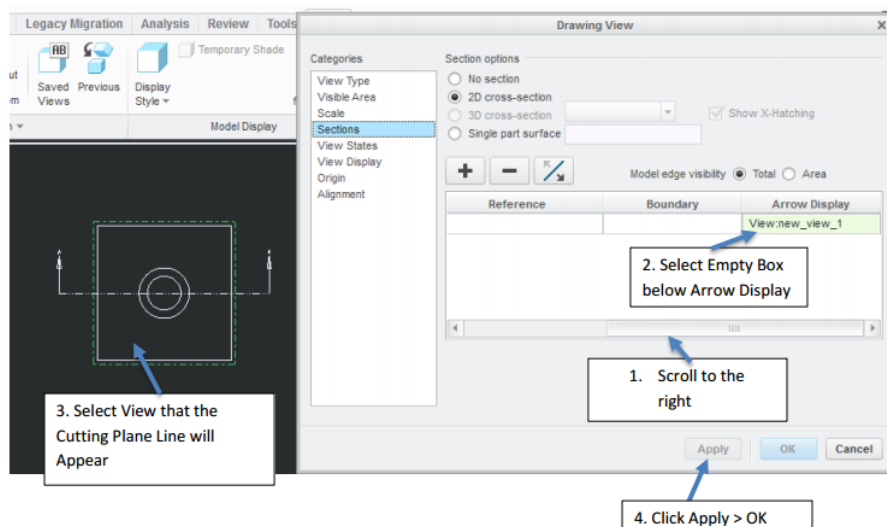 Legacy Migration Analysis Review Tools
Drawing View x
AB
Temporary Shade
ut
om
Saved Views
Previous
Display Style
Model Display
Categories
View Type
Visible Area
Scale
Sections
View States
View Display
Origin
Alignment
Section options
No section
2D cross-section
3D cross-section
Show X-Hatching
Single part surface
Model edge visibility Total Area
Reference Boundary Arrow Display
View:new_view_1
2. Select Empty Box
below Arrow Display
1. Scroll to the
right
3. Select View that the
Cutting Plane Line will
Appear
Apply OK Cancel
4. Click Apply > OK